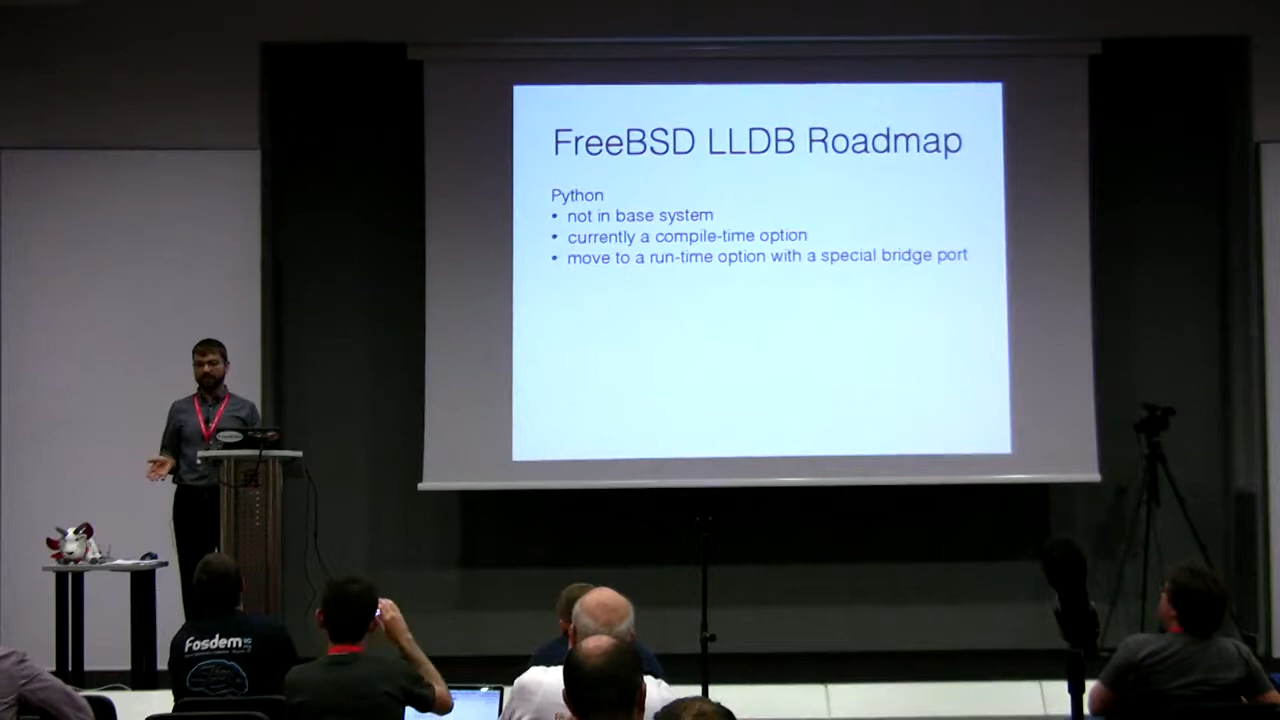 FreeBSD LLDB Roadmap
Python
• not in base system
• currently a compile-time option
• move to a run-time option with a special bridge port
Fosdem